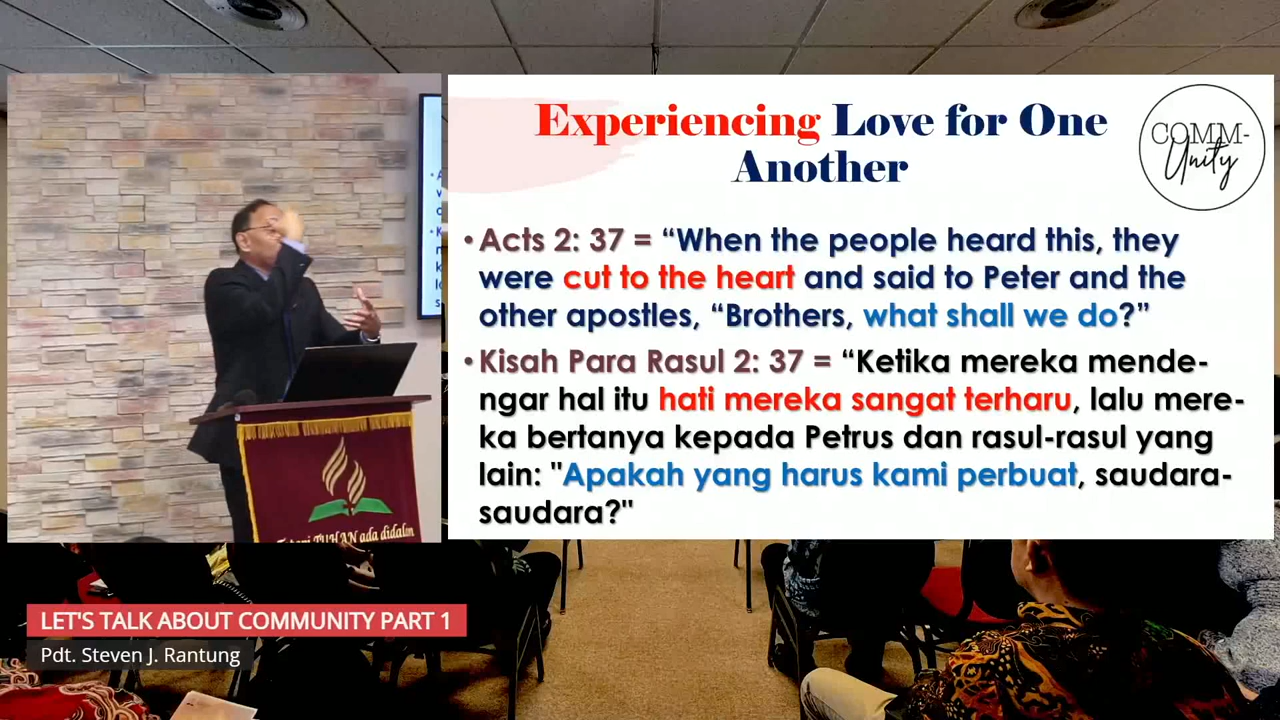 Experiencing Love for One
Another
COMM-
Unity
•Acts 2: 37 = “When the people heard this, they
were cut to the heart and said to Peter and the
other apostles, “Brothers, what shall we do?”
•Kisah Para Rasul 2: 37 = “Ketika mereka mende-
ngar hal itu hati mereka sangat terharu, lalu mere-
ka bertanya kepada Petrus dan rasul-rasul yang
lain: "Apakah yang harus kami perbuat, saudara-
saudara?"
TUHAN ada didalam
LET'S TALK ABOUT COMMUNITY PART 1
Pdt. Steven J. Rantung